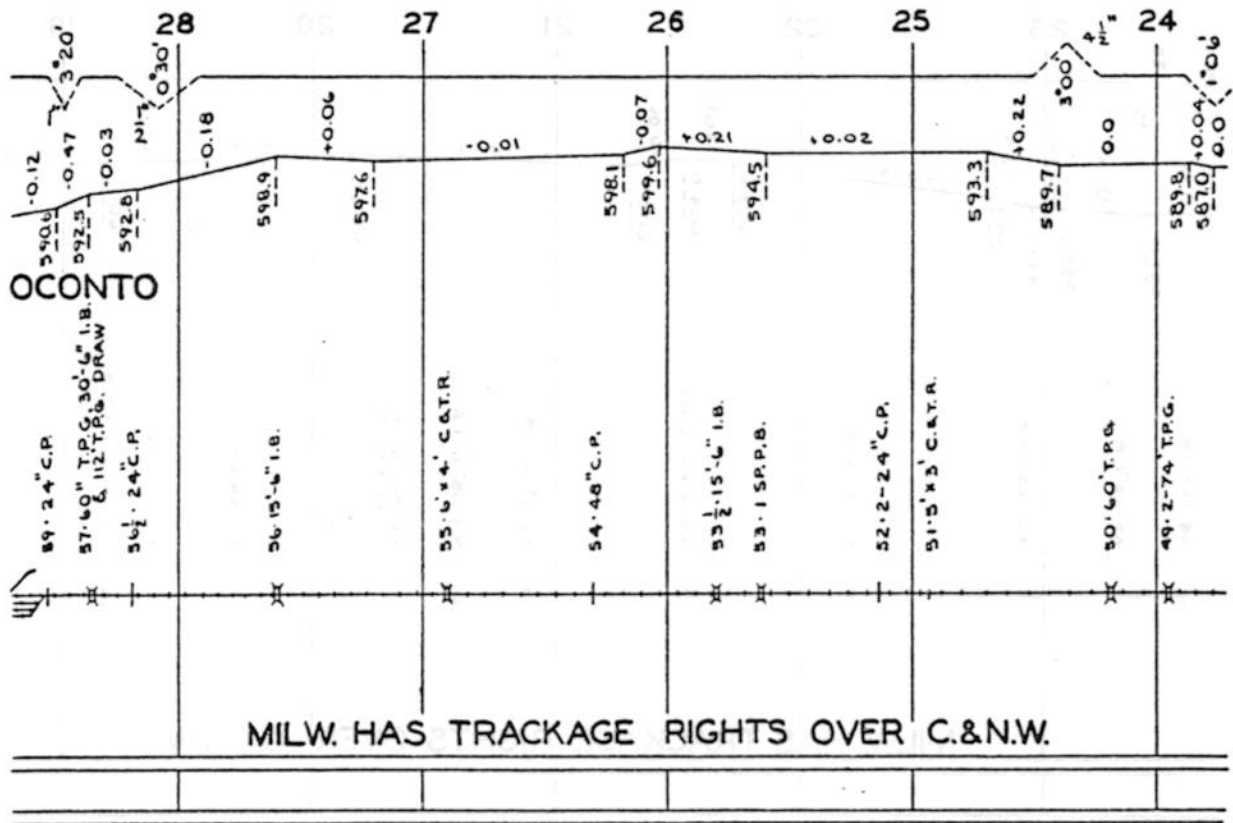 28 27 26 25 24
3°20'
0°30'
3°00'
1°06'
-0.12
-0.47
-0.03
-0.18
+0.06
-0.01
-0.07
+0.21
+0.02
+0.22
0.0
+0.04
0.0
590.6
592.5
592.8
598.9
597.6
598.1
599.6
594.5
593.3
589.7
589.8
587.0
OCONTO
24" C.P.
57·60" T.P.G. 30'-6" I.B.
& 112' T.P.G. DRAW
56½·24" C.P.
56·15'-6" I.B.
55·6'x4' C.&T.R.
54·48" C.P.
53½·15'-6" I.B.
53·1 SP.P.B.
52·2-24" C.P.
51·5'x3' C.&T.R.
50·60' T.P.G.
49·2-74' T.P.G.
MILW. HAS TRACKAGE RIGHTS OVER C.&N.W.